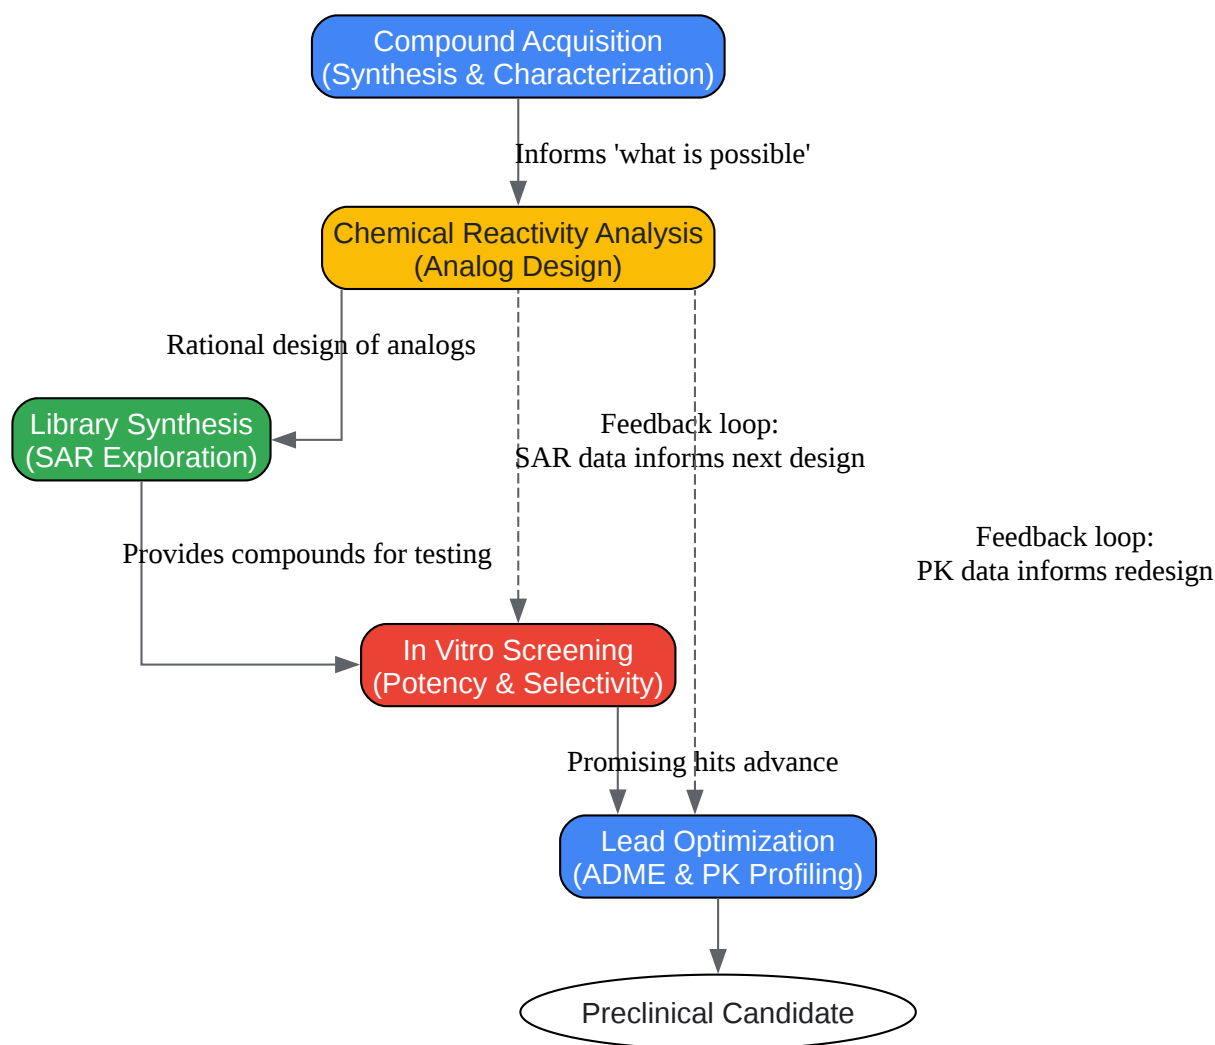 Compound Acquisition
(Synthesis & Characterization)
Informs 'what is possible'
Chemical Reactivity Analysis
(Analog Design)
Rational design of analogs
Library Synthesis
(SAR Exploration)
Feedback loop:
SAR data informs next design
Provides compounds for testing
Feedback loop:
PK data informs redesign
In Vitro Screening
(Potency & Selectivity)
Promising hits advance
Lead Optimization
(ADME & PK Profiling)
Preclinical Candidate